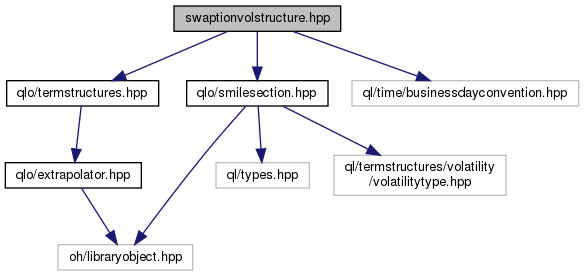 swaptionvolstructure.hpp
qlo/termstructures.hpp
qlo/smilesection.hpp
ql/time/businessdayconvention.hpp
qlo/extrapolator.hpp
ql/types.hpp
ql/termstructures/volatility
/volatilitytype.hpp
oh/libraryobject.hpp